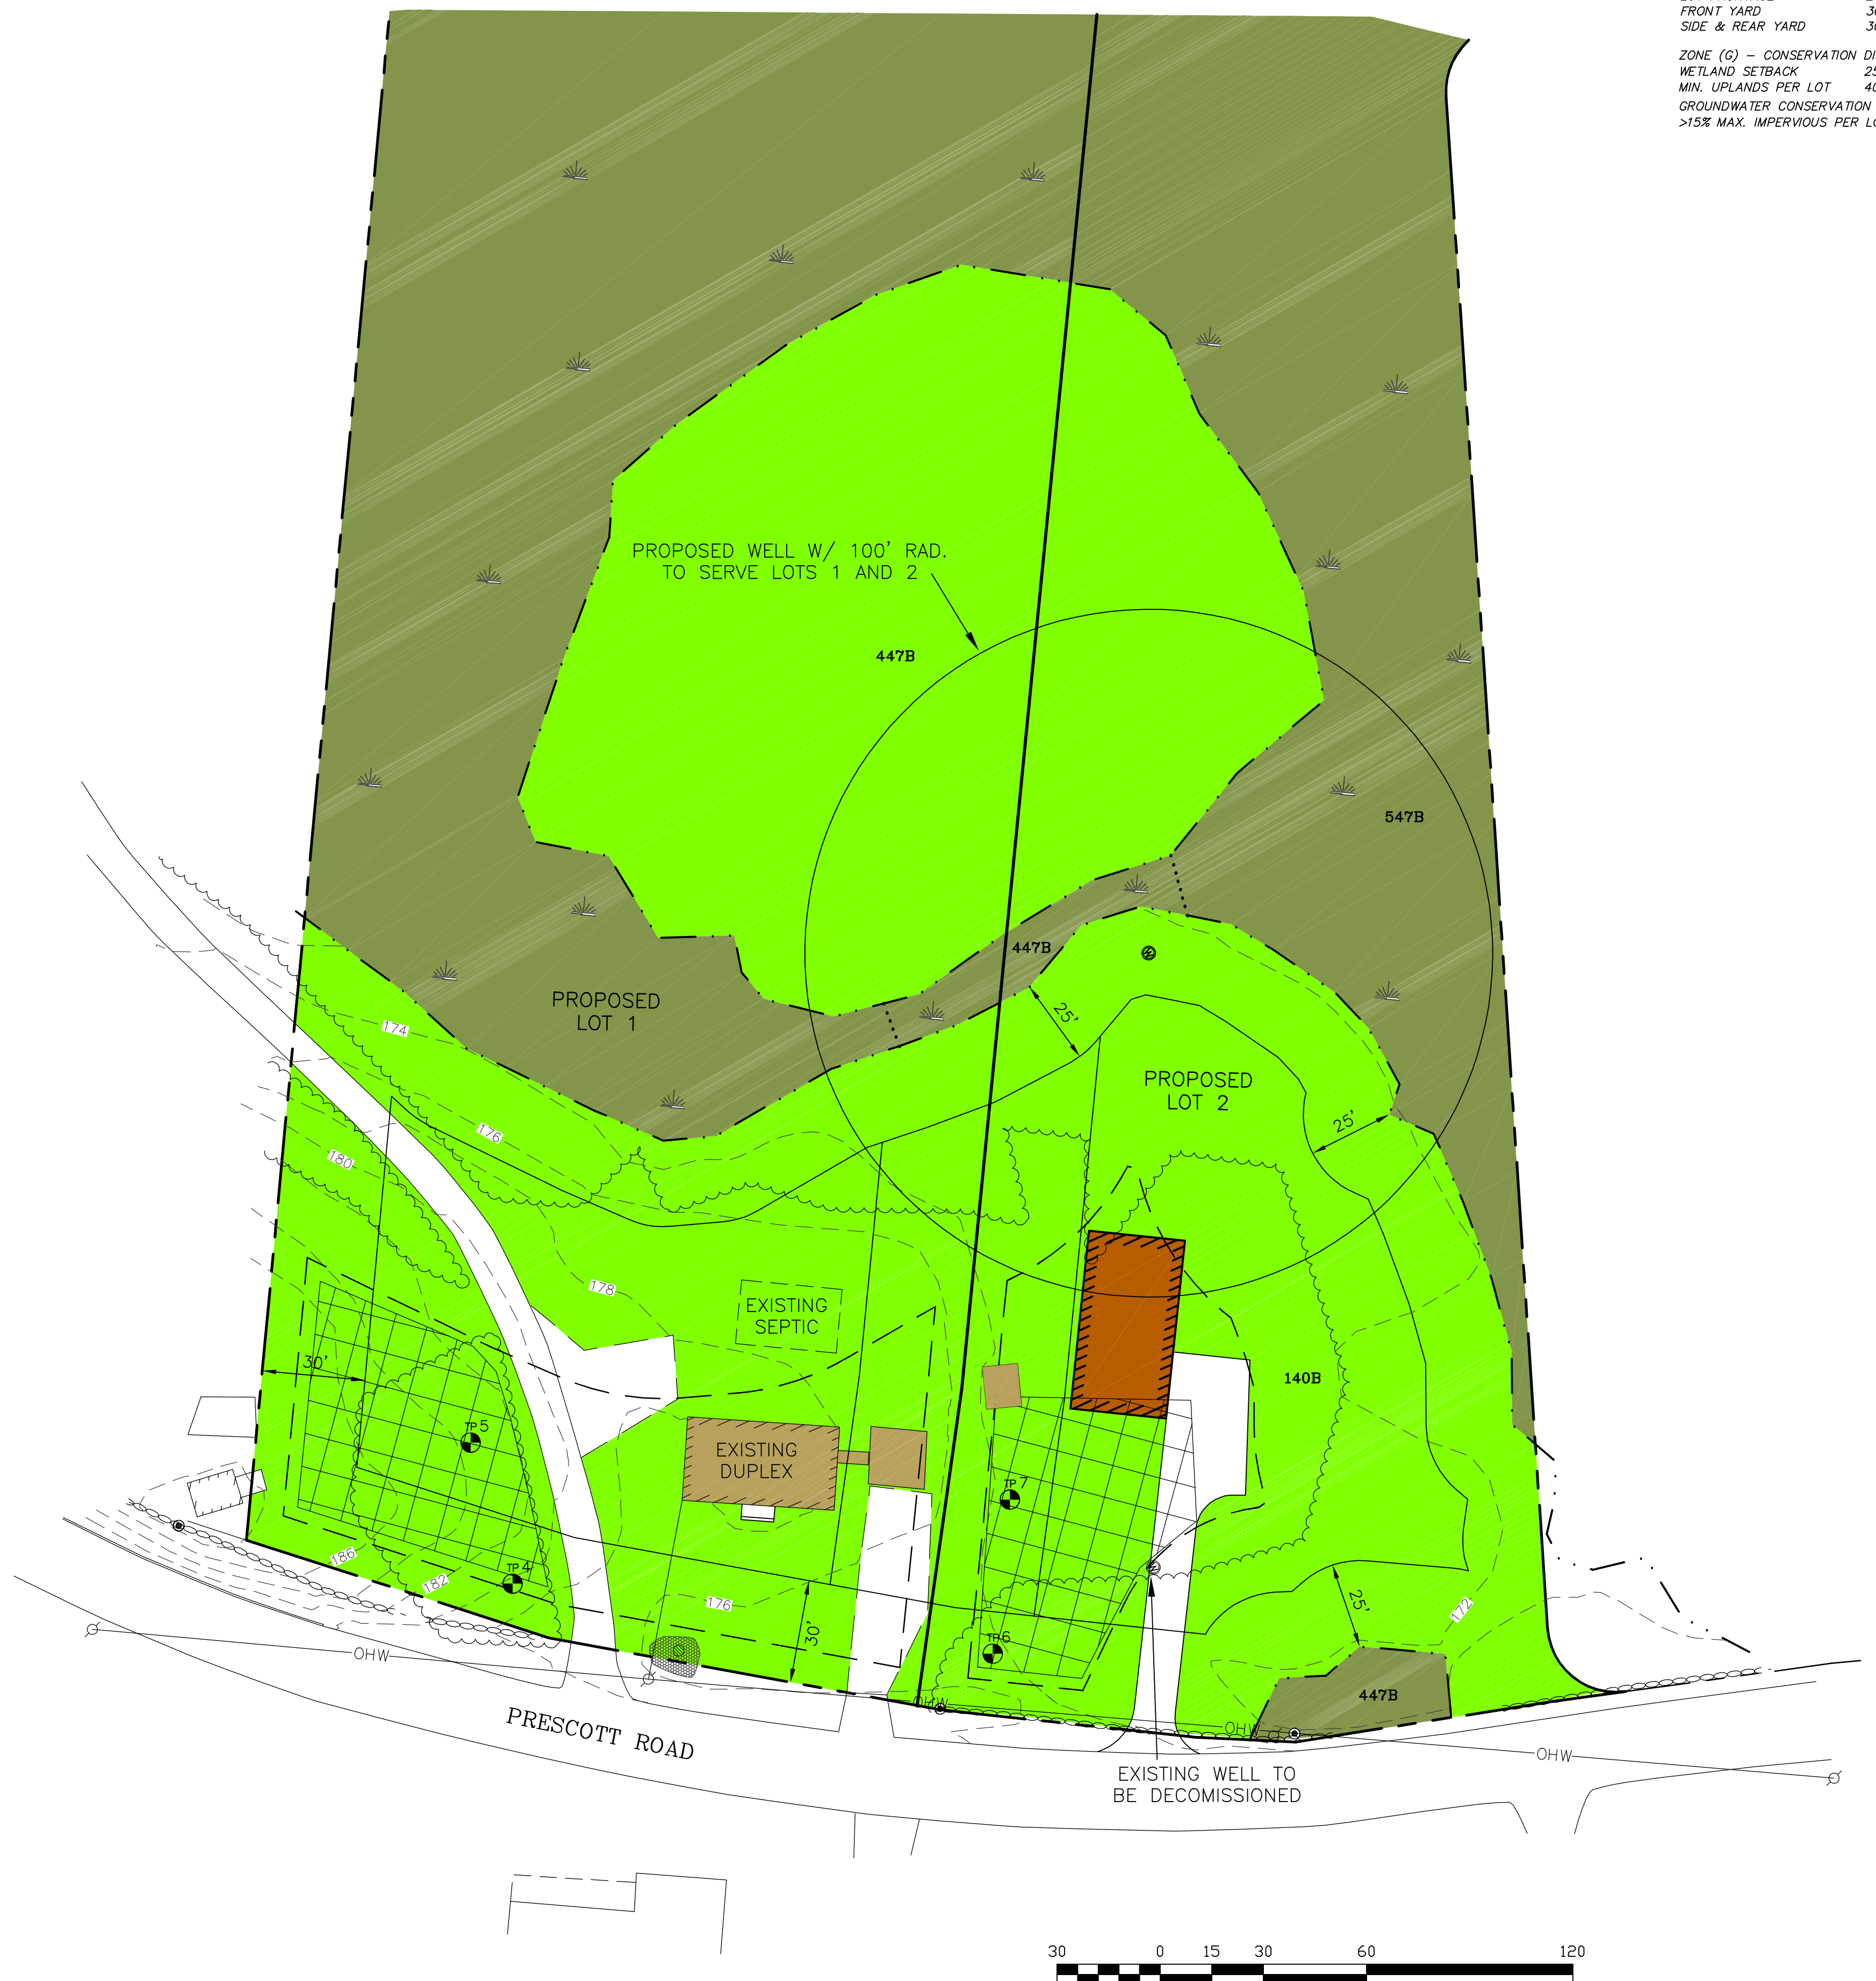 FRONT YARD
SIDE & REAR YARD
ZONE (G) – CONSERVATION
WETLAND SETBACK
MIN. UPLANDS PER LOT
GROUNDWATER CONSERVATION
>15% MAX. IMPERVIOUS PER
PROPOSED WELL W/ 100' RAD.
TO SERVE LOTS 1 AND 2
447B
547B
447B
PROPOSED
LOT 1
174
25'
PROPOSED
LOT 2
25'
176
180
178
EXISTING
SEPTIC
30'
140B
TP 5
EXISTING
DUPLEX
TP 7
186
182
TP 4
176
30'
25'
172
TP 6
OHW
OHW
OHW
OHW
447B
PRESCOTT ROAD
EXISTING WELL TO
BE DECOMISSIONED
30 0 15 30 60 120